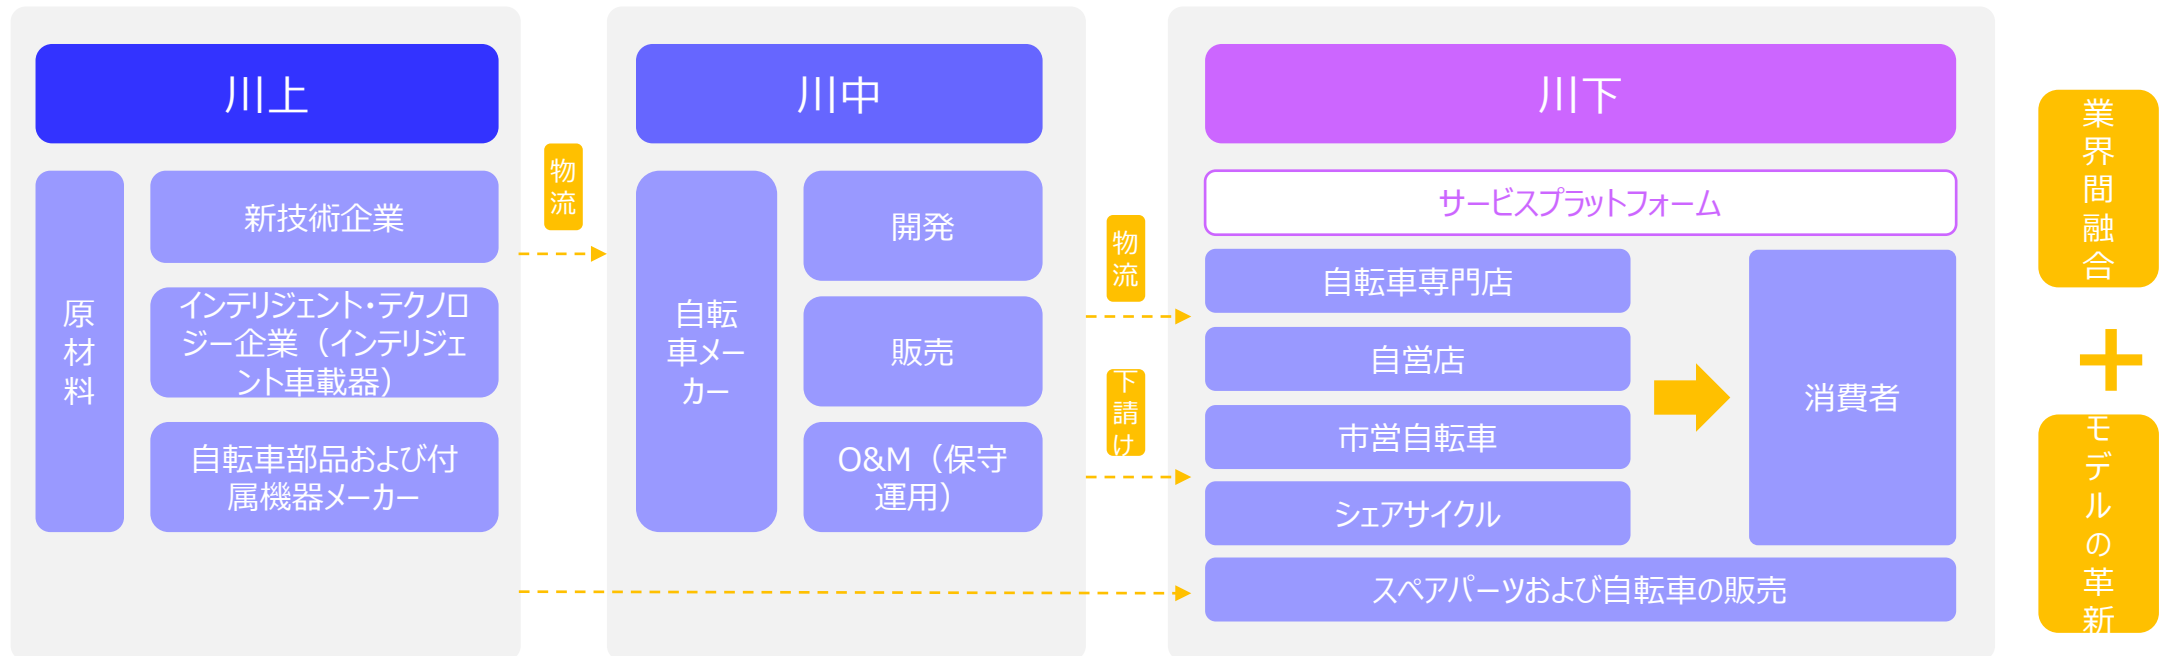 川上
原
材
料
新技術企業
インテリジェント・テクノロ
ジー企業（インテリジェ
ント車載器）
自転車部品および付
属機器メーカー
物
流
川中
自転
車メー
カー
開発
販売
O&M（保守
運用）
物
流
下
請
け
川下
サービスプラットフォーム
自転車専門店
自営店
市営自転車
シェアサイクル
消費者
スペアパーツおよび自転車の販売
業
界
間
融
合
+
モ
デ
ル
の
革
新